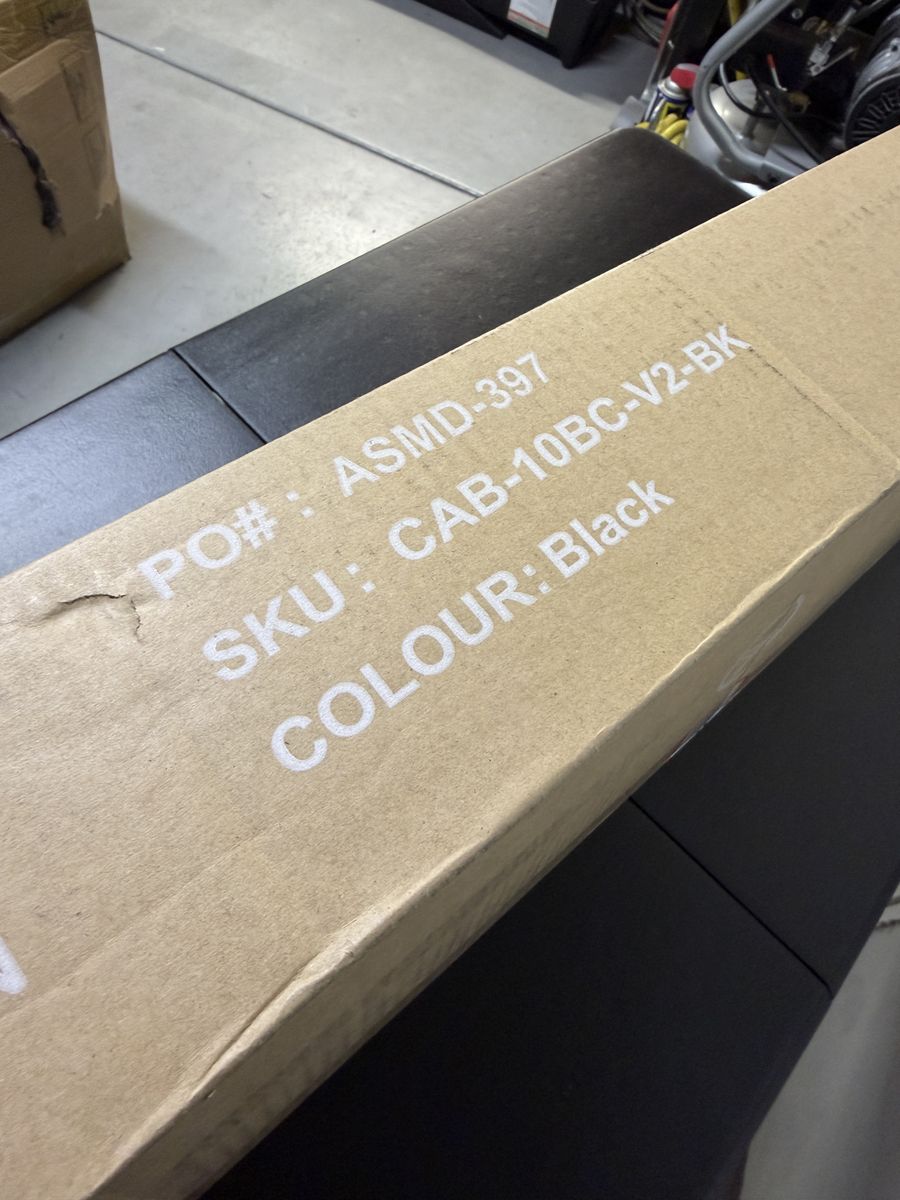 PO# : ASMD-397
SKU : CAB-10BC-V2-BK
COLOUR: Black